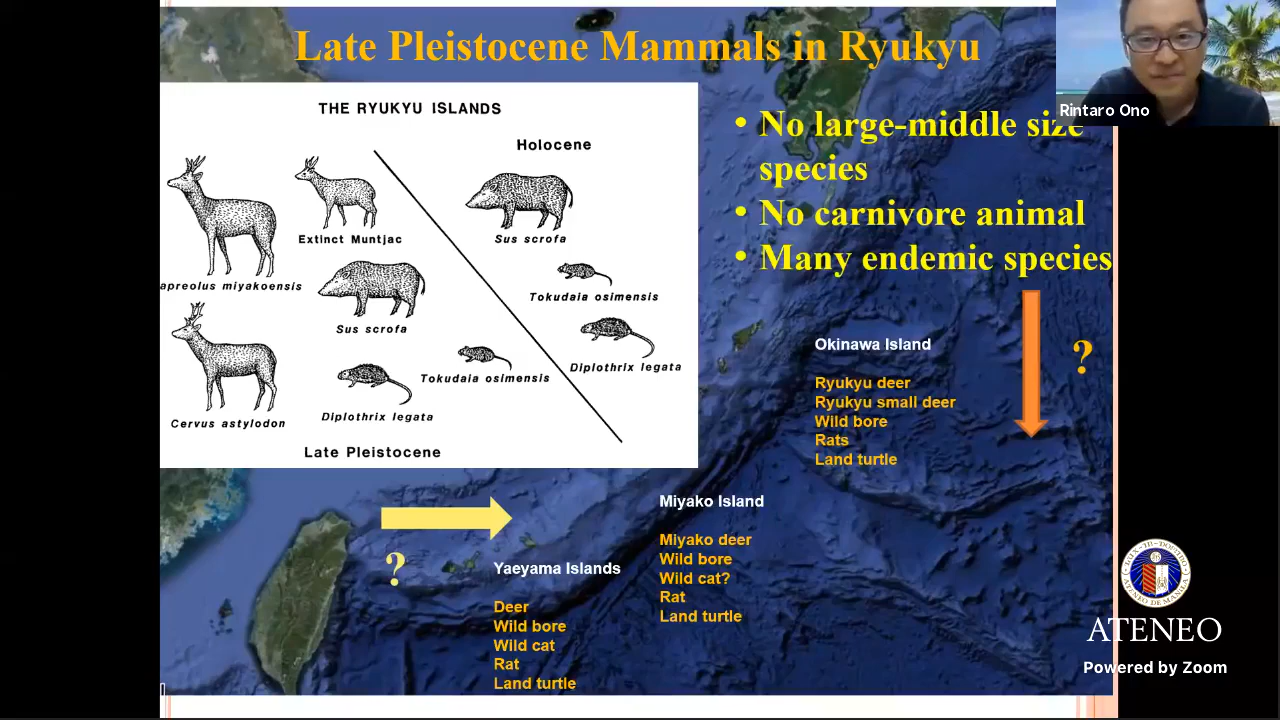 Late Pleistocene Mammals in Ryukyu
Rintaro Ono
THE RYUKYU ISLANDS
Holocene
Extinct Muntjac
Sus scrofa
apreolus miyakoensis
Sus scrofa
Tokudaia osimensis
Tokudaia osimensis
Diplothrix legata
Cervus astylodon
Diplothrix legata
Late Pleistocene
• No large-middle size
species
• No carnivore animal
• Many endemic species
?
Okinawa Island
Ryukyu deer
Ryukyu small deer
Wild bore
Rats
Land turtle
Miyako Island
Miyako deer
Wild bore
Wild cat?
Rat
Land turtle
?
Yaeyama Islands
Deer
Wild bore
Wild cat
Rat
Land turtle
ATENEO
Powered by Zoom